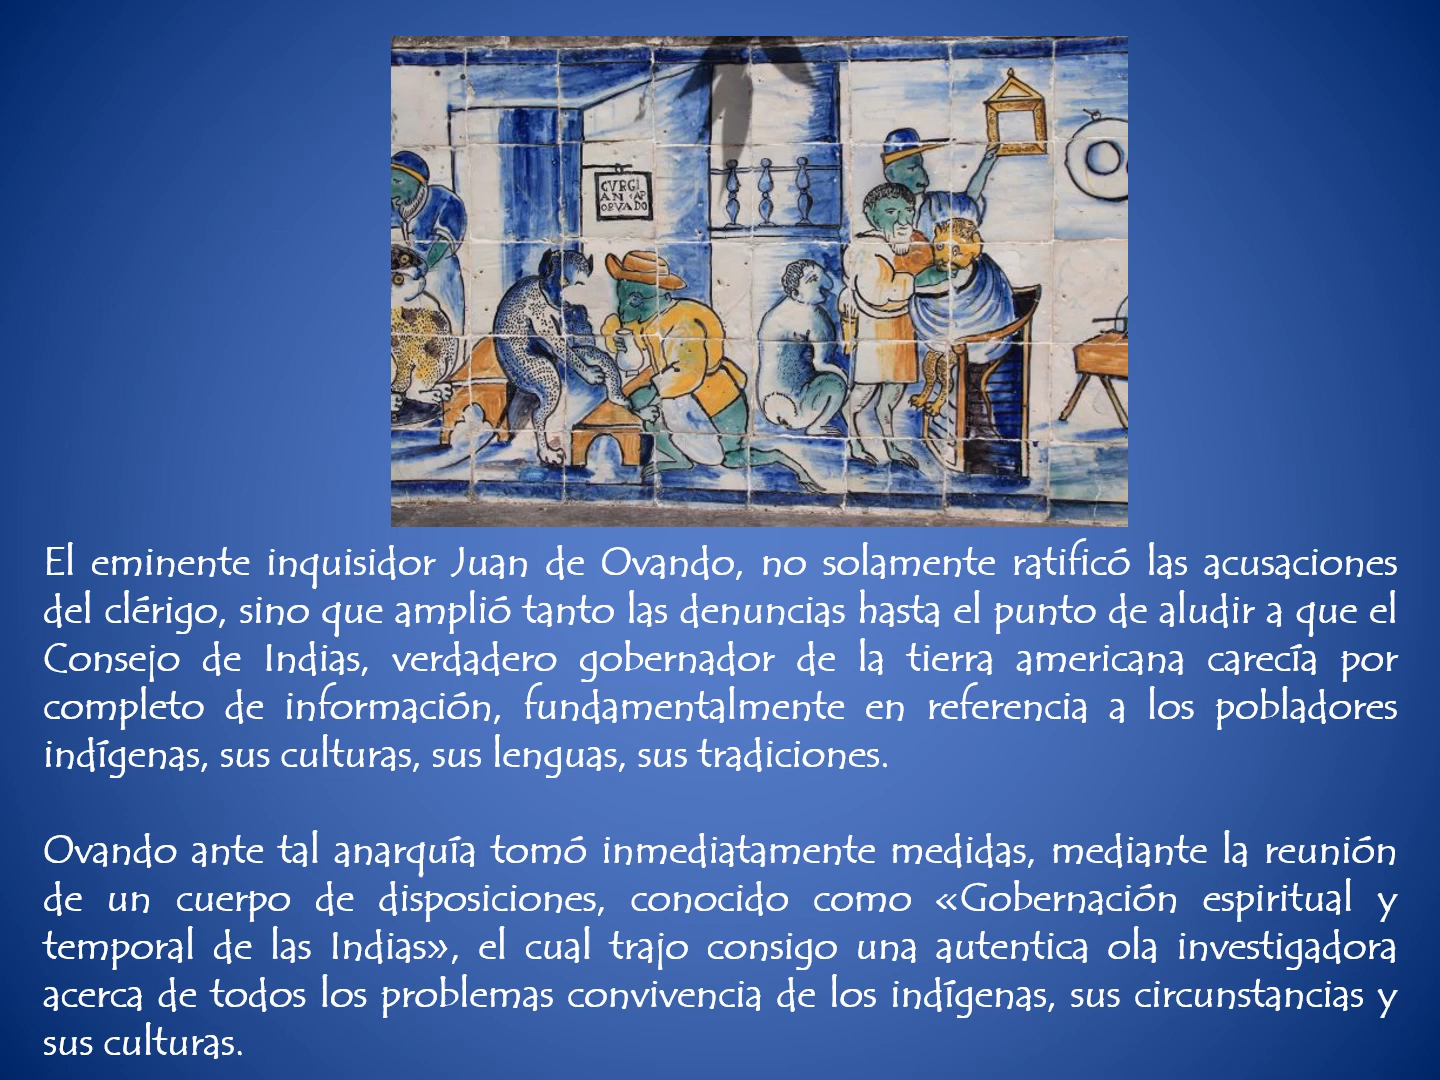 CVRGI
AN AP
OBVADO
El eminente inquisidor Juan de Ovando, no solamente ratificó las acusaciones
del clérigo, sino que amplió tanto las denuncias hasta el punto de aludir a que el
Consejo de Indias, verdadero gobernador de la tierra americana carecía por
completo de información, fundamentalmente en referencia a los pobladores
indígenas, sus culturas, sus lenguas, sus tradiciones.
Ovando ante tal anarquía tomó inmediatamente medidas, mediante la reunión
de un cuerpo de disposiciones, conocido como «Gobernación espiritual y
temporal de las Indias», el cual trajo consigo una autentica ola investigadora
acerca de todos los problemas convivencia de los indígenas, sus circunstancias y
sus culturas.